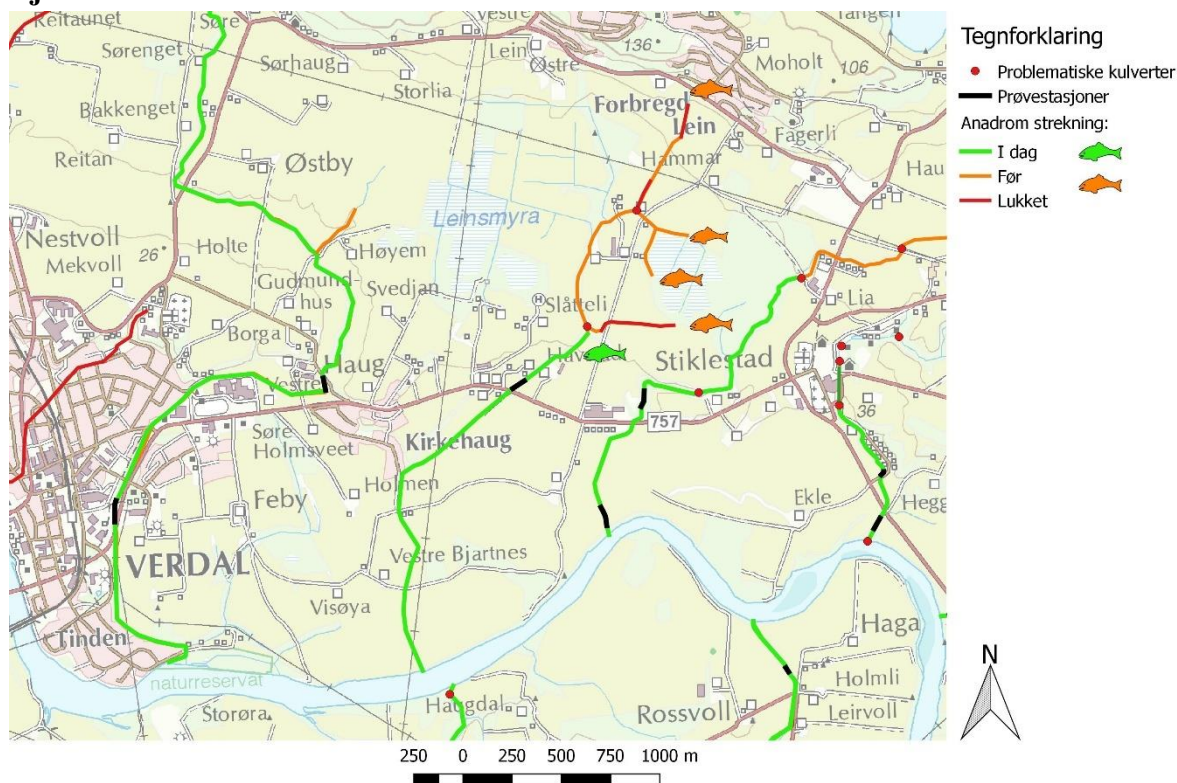 Reitaunet
Søre
Vestre
Lein
Østre
Tangen
Sørenget
Sørhaug
Storlia
136
Moholt
106
Bakkenget
Forbregd
Lein
Fagerli
Reitan
Østby
Hammar
Hau
Leinsmyra
Nestvoll
Mekvoll
26
Holte
Høyem
Gudmund-
hus
Svedjan
Slåtteli
Lia
Borga
Haug
Vestre
Stiklestad
36
Søre
Holmsveet
Kirkehaug
757
Feby
Holmen
Ekle
Hegg
VERDAL
Vestre Bjartnes
Visøya
Tinden
Haga
naturreservat
Holmli
Storøra
Haugdal
Rossvoll
Leirvoll
Tegnforklaring
Problematiske kulverter
Prøvestasjoner
Anadrom strekning:
I dag
Før
Lukket
N
250 0 250 500 750 1000 m